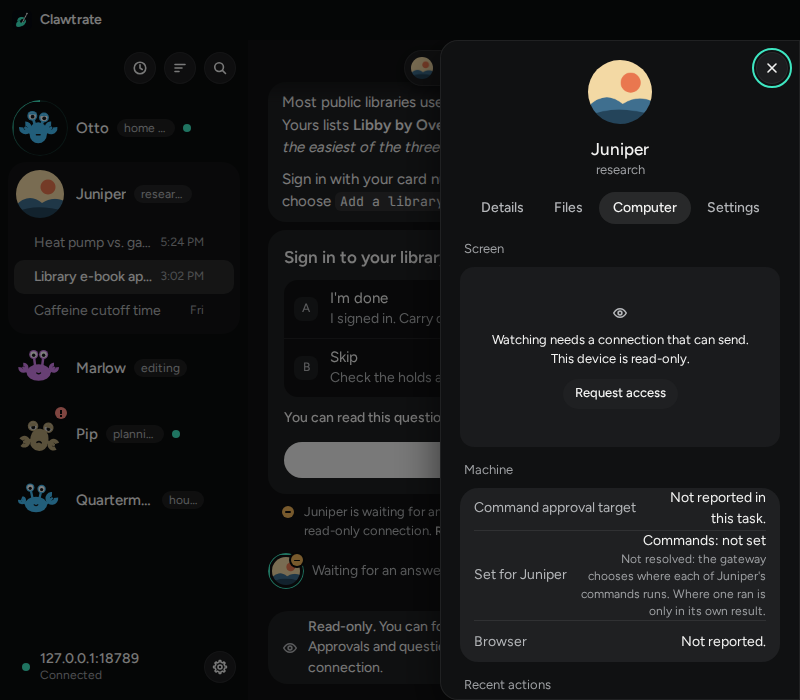 Clawtrate
Otto
home ...
Juniper
resear...
Heat pump vs. ga...
5:24 PM
Library e-book ap...
3:02 PM
Caffeine cutoff time
Fri
Marlow
editing
Pip
planni...
Quarterm...
hou...
127.0.0.1:18789
Connected
Most public libraries use
Yours lists Libby by Ove
the easiest of the three
Sign in with your card n
choose Add a library
Sign in to your librar
A
I'm done
I signed in. Carry o
B
Skip
Check the holds a
You can read this questio
Juniper is waiting for an
read-only connection. R
Waiting for an answe
Read-only. You can fo
Approvals and questi
connection.
Juniper
research
Details
Files
Computer
Settings
Screen
Watching needs a connection that can send.
This device is read-only.
Request access
Machine
Command approval target
Not reported in
this task.
Set for Juniper
Commands: not set
Not resolved: the gateway
chooses where each of Juniper's
commands runs. Where one ran is
only in its own result.
Browser
Not reported.
Recent actions